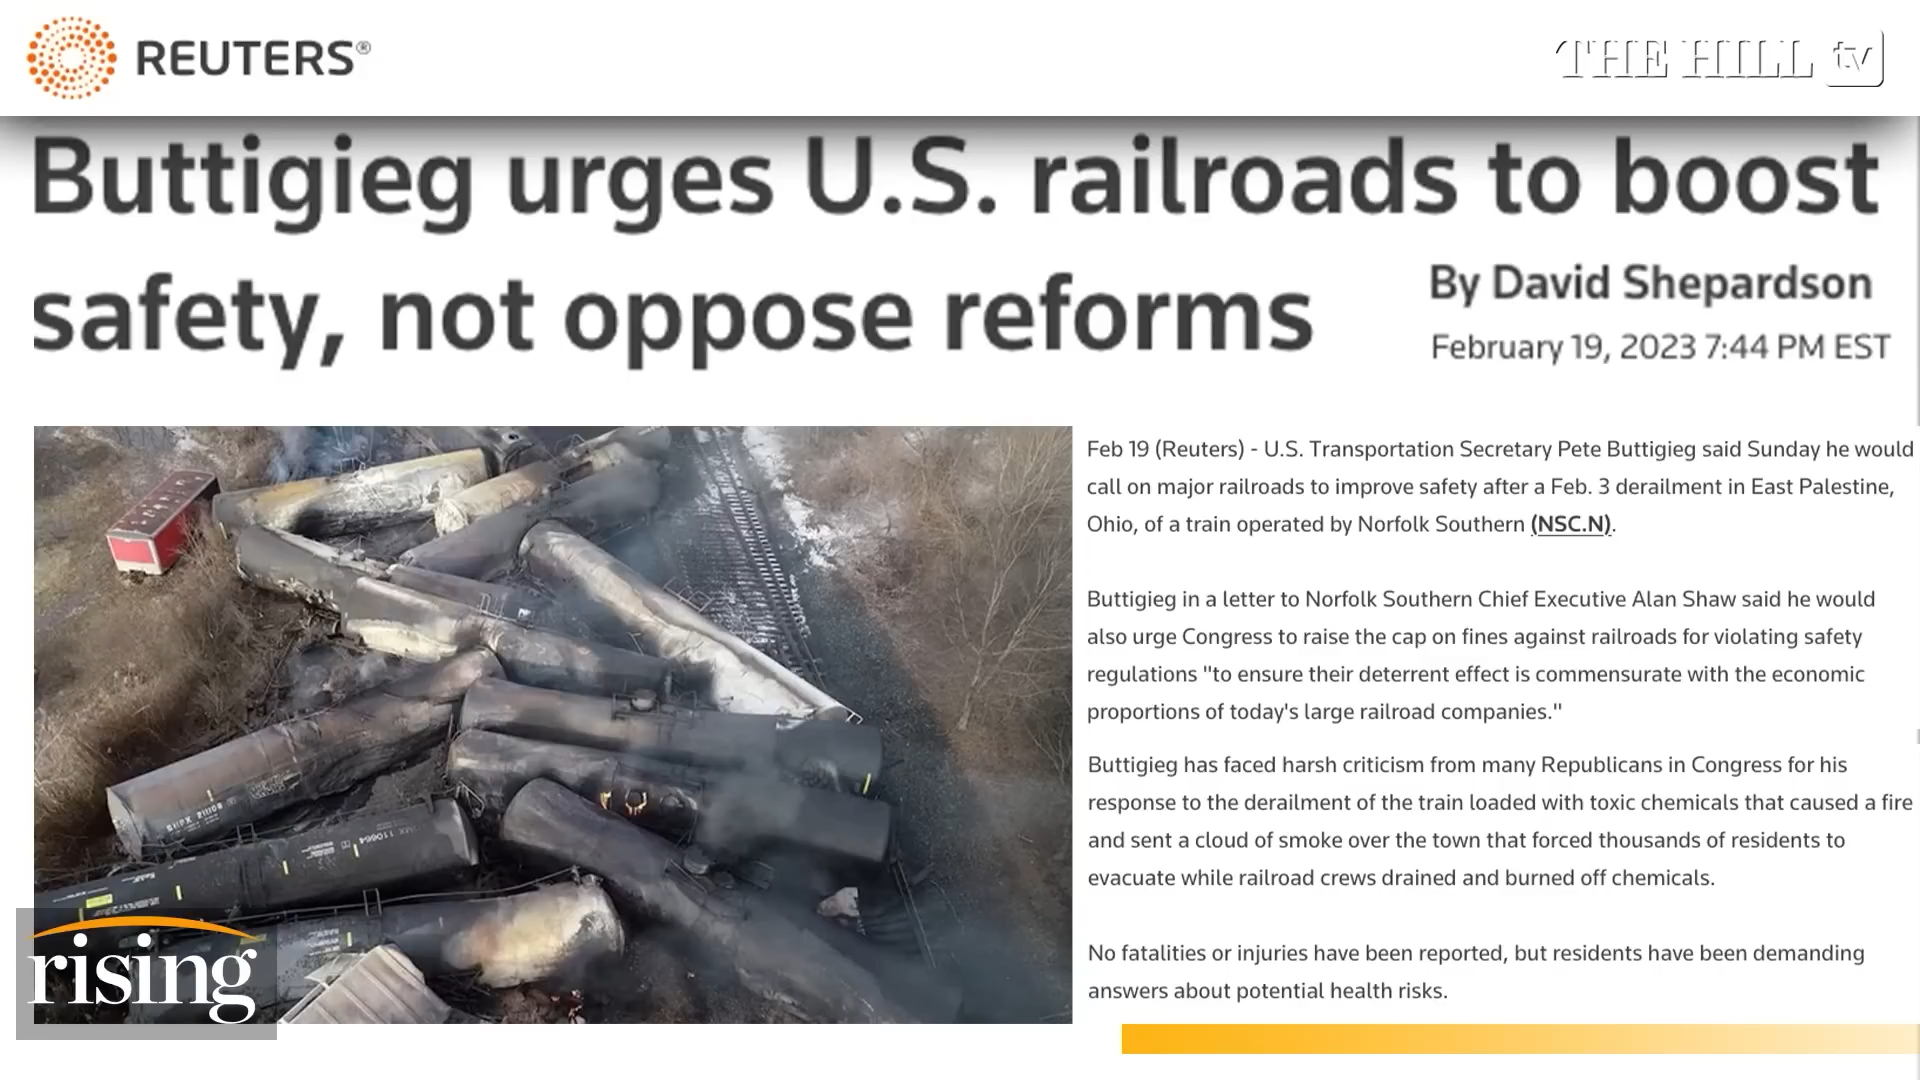 REUTERS®
THE HILL tv
Buttigieg urges U.S. railroads to boost
safety, not oppose reforms
By David Shepardson
February 19, 2023 7:44 PM EST
Feb 19 (Reuters) - U.S. Transportation Secretary Pete Buttigieg said Sunday he would
call on major railroads to improve safety after a Feb. 3 derailment in East Palestine,
Ohio, of a train operated by Norfolk Southern (NSC.N).
Buttigieg in a letter to Norfolk Southern Chief Executive Alan Shaw said he would
also urge Congress to raise the cap on fines against railroads for violating safety
regulations "to ensure their deterrent effect is commensurate with the economic
proportions of today's large railroad companies."
Buttigieg has faced harsh criticism from many Republicans in Congress for his
response to the derailment of the train loaded with toxic chemicals that caused a fire
and sent a cloud of smoke over the town that forced thousands of residents to
evacuate while railroad crews drained and burned off chemicals.
No fatalities or injuries have been reported, but residents have been demanding
answers about potential health risks.
rising